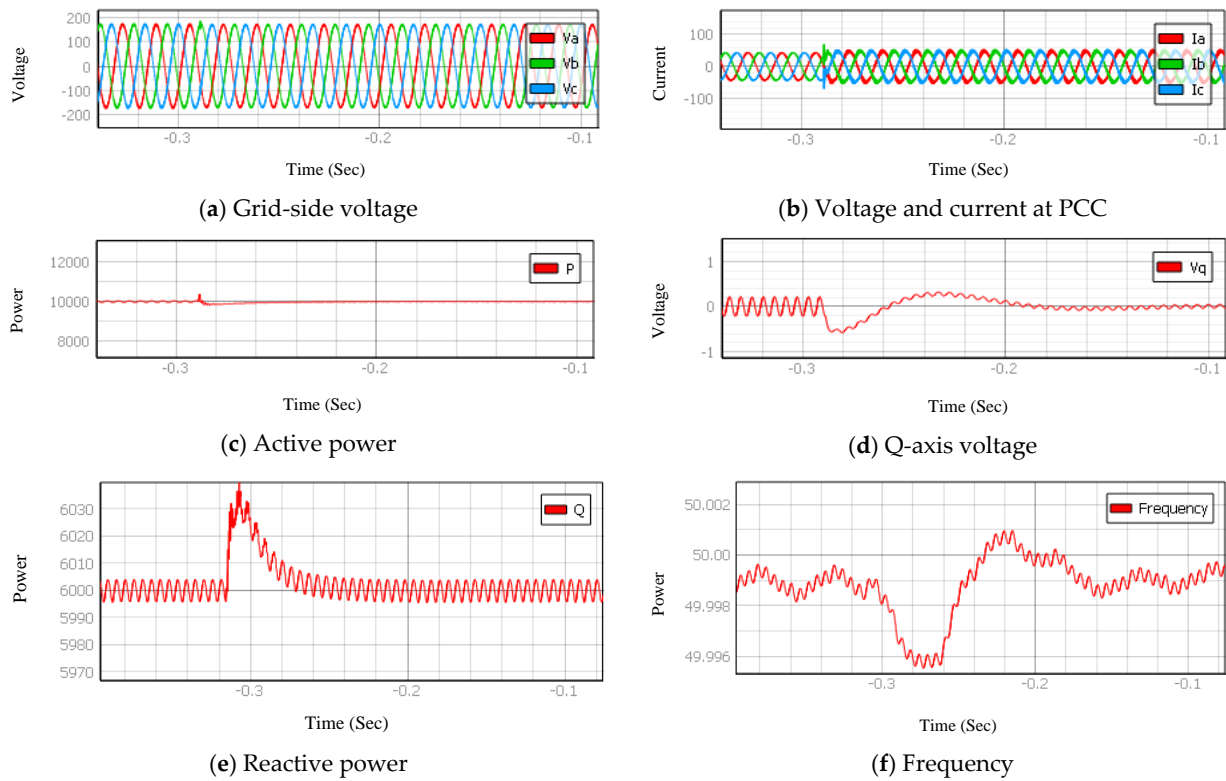 200
100
0
-100
-200
Voltage
Va
Vb
Vc
-0.3
-0.2
-0.1
Time (Sec)
(a) Grid-side voltage
100
0
-100
Current
Ia
Ib
Ic
-0.3
-0.2
-0.1
Time (Sec)
(b) Voltage and current at PCC
12000
10000
8000
Power
P
-0.3
-0.2
-0.1
Time (Sec)
(c) Active power
1
0
-1
Voltage
Vq
-0.3
-0.2
-0.1
Time (Sec)
(d) Q-axis voltage
6030
6020
6010
6000
5990
5980
5970
Power
Q
-0.3
-0.2
-0.1
Time (Sec)
(e) Reactive power
50.002
50.00
49.998
49.996
Power
Frequency
-0.3
-0.2
-0.1
Time (Sec)
(f) Frequency